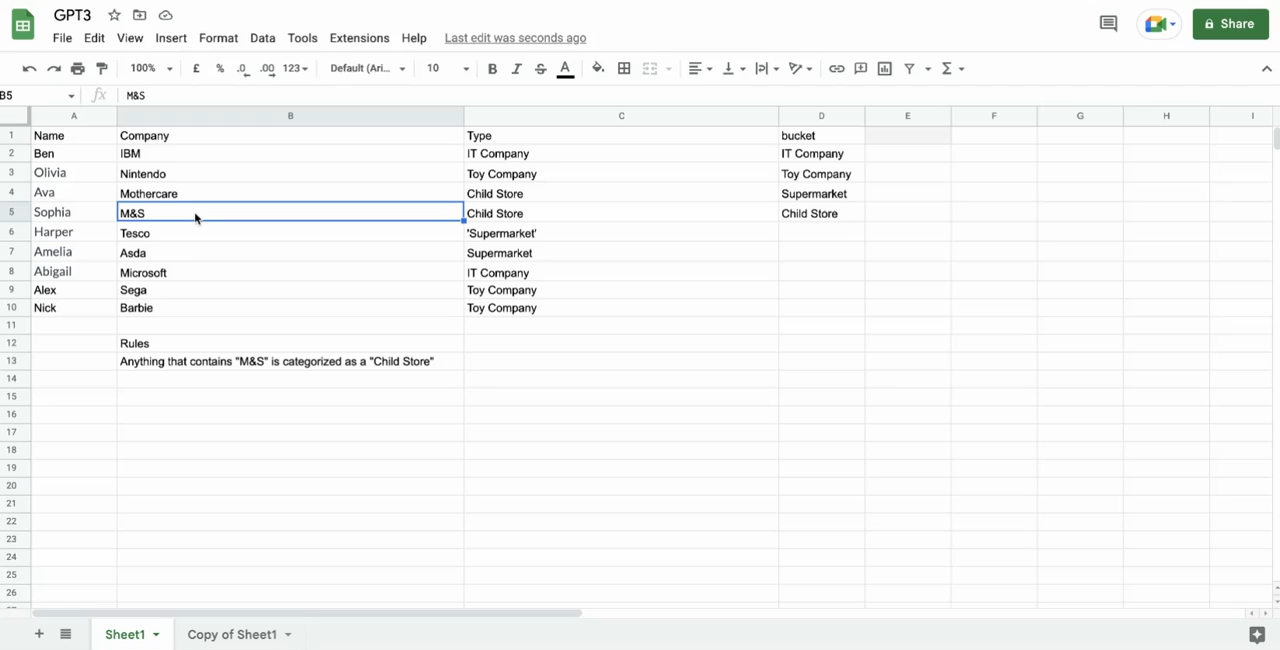 GPT3
File Edit View Insert Format Data Tools Extensions Help Last edit was seconds ago
Share
100% £ % .0 .00 123 Default (Ari... 10 B I S A Σ
B5 fx M&S
A B C D E F G H I
1 Name Company Type bucket
2 Ben IBM IT Company IT Company
3 Olivia Nintendo Toy Company Toy Company
4 Ava Mothercare Child Store Supermarket
5 Sophia M&S Child Store Child Store
6 Harper Tesco 'Supermarket'
7 Amelia Asda Supermarket
8 Abigail Microsoft IT Company
9 Alex Sega Toy Company
10 Nick Barbie Toy Company
11
12 Rules
13 Anything that contains "M&S" is categorized as a "Child Store"
14
15
16
17
18
19
20
21
22
23
24
25
26
+ Sheet1 Copy of Sheet1